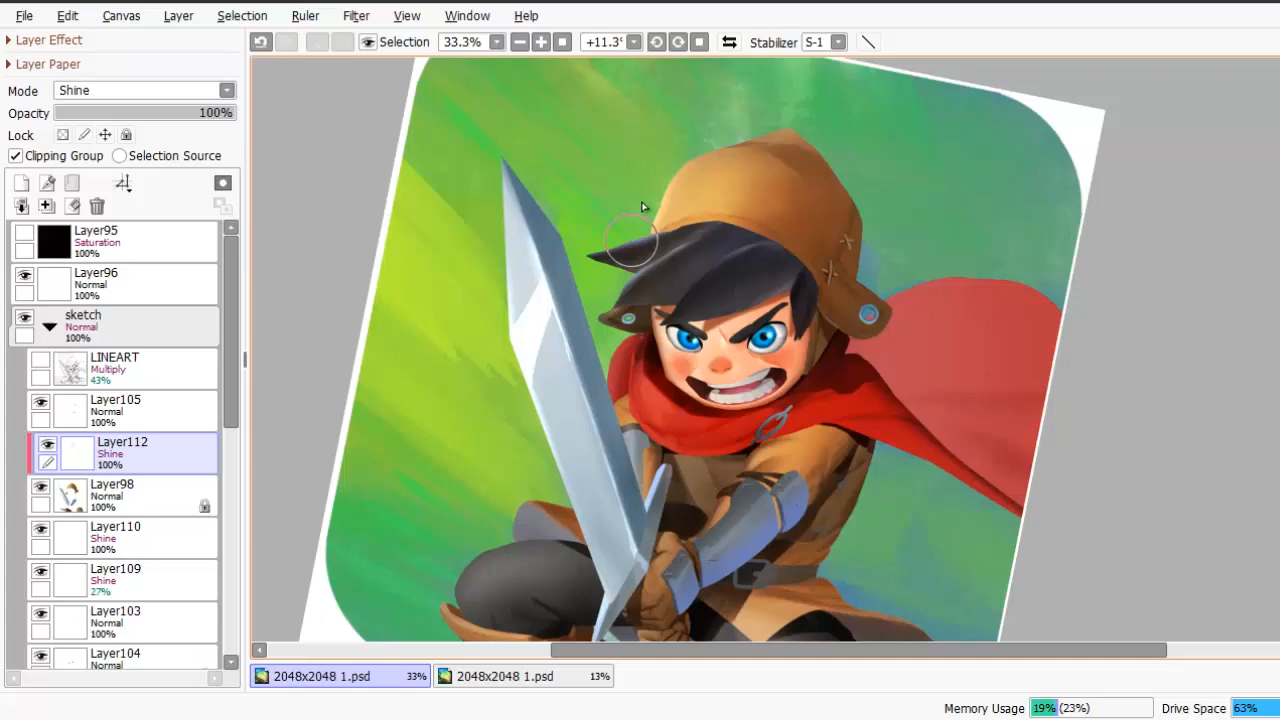 File Edit Canvas Layer Selection Ruler Filter View Window Help
Layer Effect
Selection 33.3% +11.3° Stabilizer S-1
Layer Paper
Mode Shine
Opacity 100%
Lock
Clipping Group Selection Source
Layer95
Saturation
100%
Layer96
Normal
100%
sketch
Normal
100%
LINEART
Multiply
43%
Layer105
Normal
100%
Layer112
Shine
100%
Layer98
Normal
100%
Layer110
Shine
100%
Layer109
Shine
27%
Layer103
Normal
100%
Layer104
Normal
2048x2048 1.psd 33% 2048x2048 1.psd 13%
Memory Usage 19% (23%) Drive Space 63%